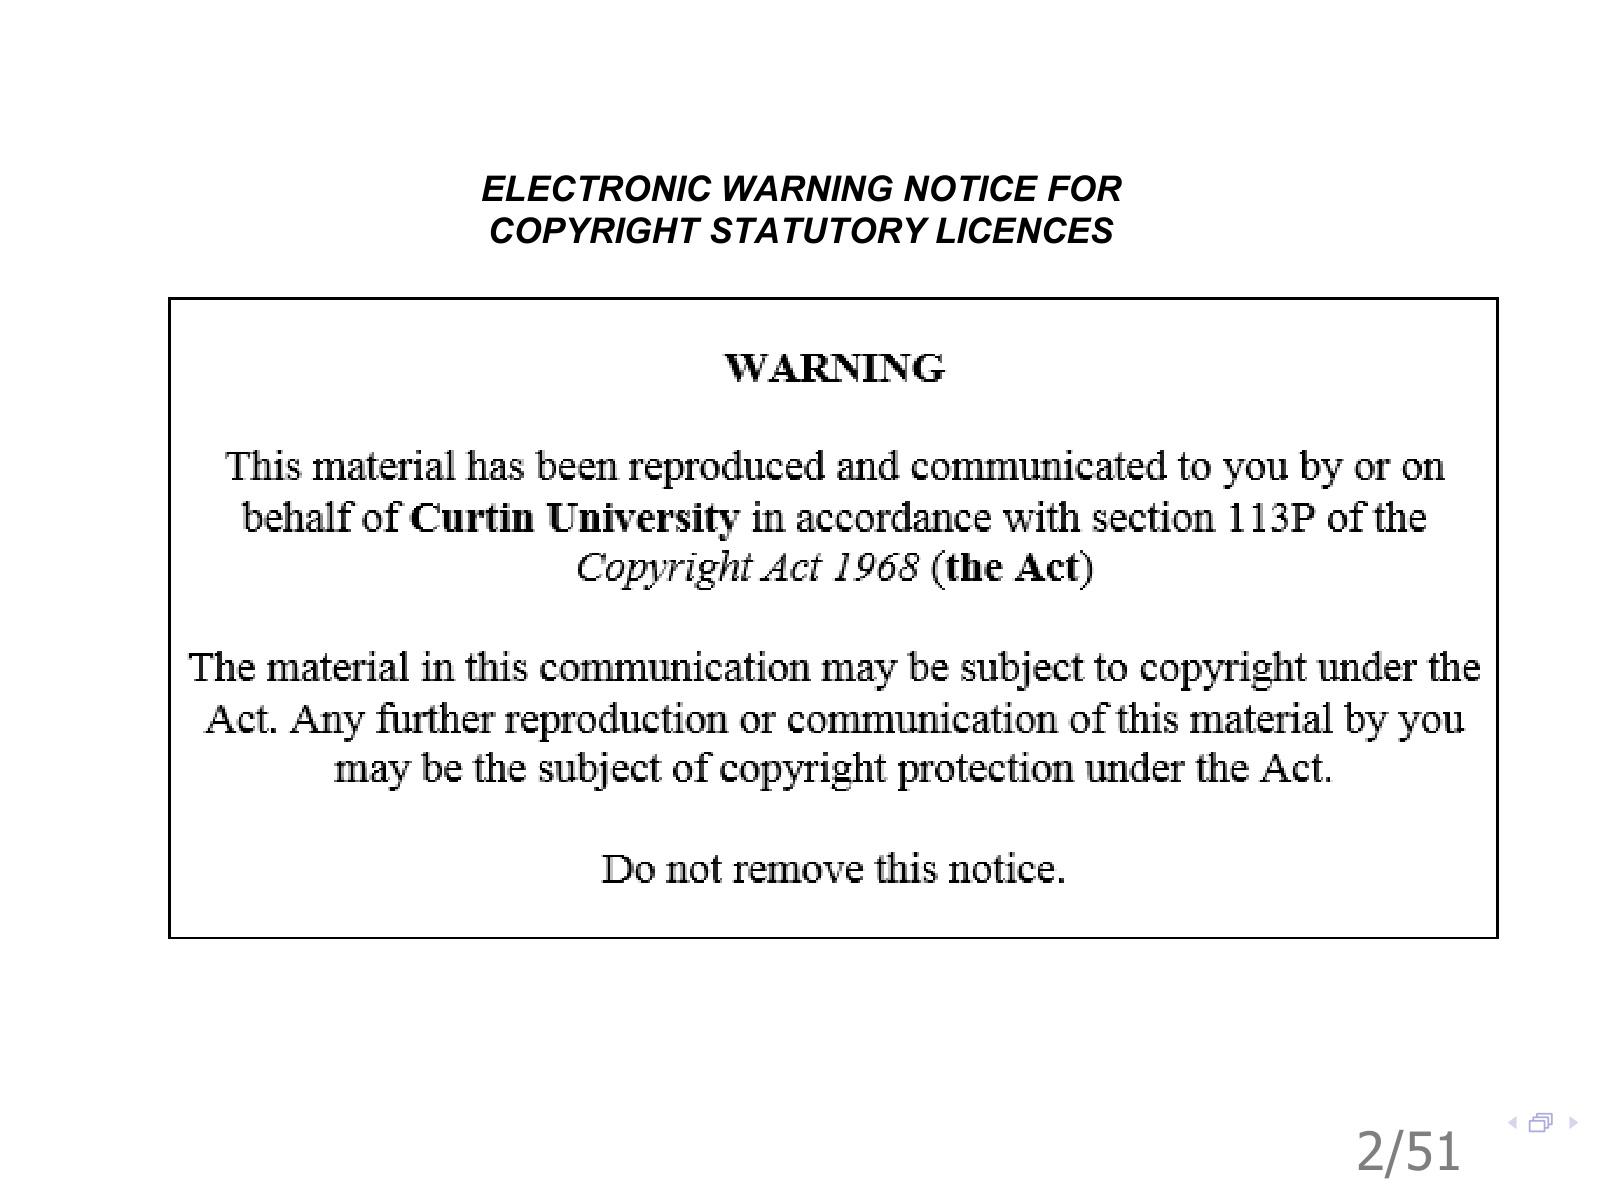 ELECTRONIC WARNING NOTICE FOR
COPYRIGHT STATUTORY LICENCES
WARNING
This material has been reproduced and communicated to you by or on
behalf of Curtin University in accordance with section 113P of the
Copyright Act 1968 (the Act)
The material in this communication may be subject to copyright under the
Act. Any further reproduction or communication of this material by you
may be the subject of copyright protection under the Act.
Do not remove this notice.
2/51